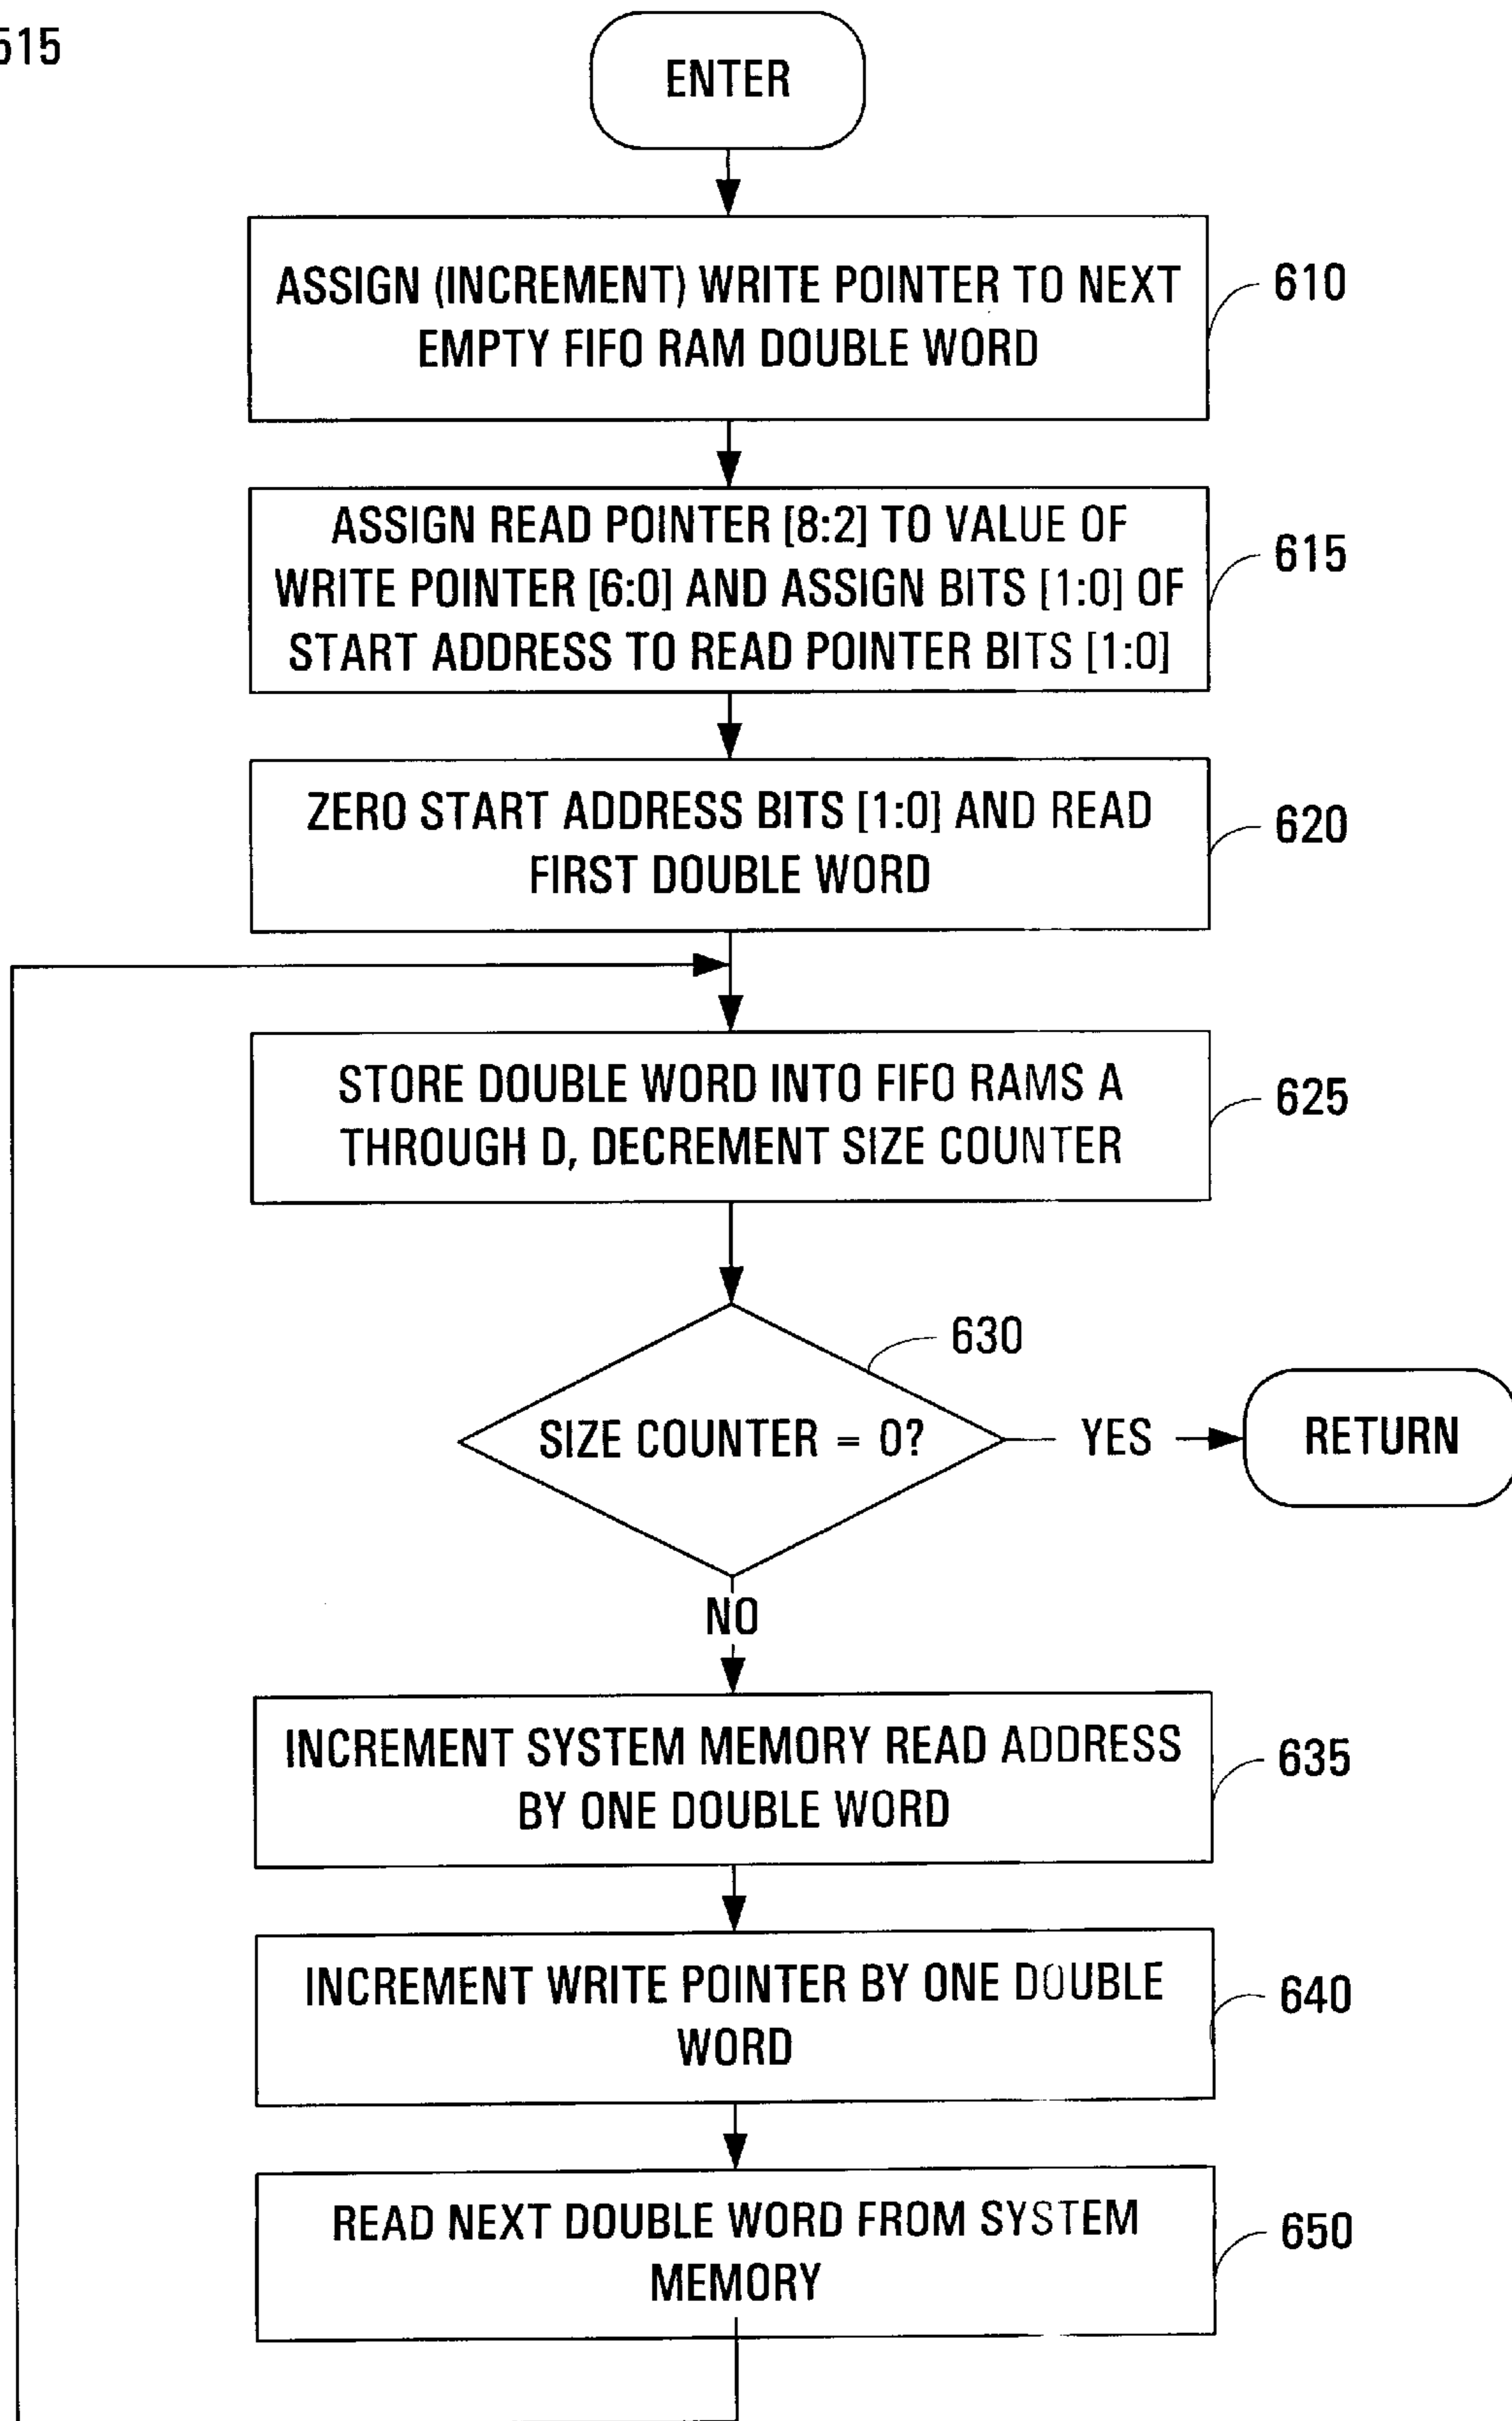 515
ENTER
ASSIGN (INCREMENT) WRITE POINTER TO NEXT
EMPTY FIFO RAM DOUBLE WORD
610
ASSIGN READ POINTER [8:2] TO VALUE OF
WRITE POINTER [6:0] AND ASSIGN BITS [1:0] OF
START ADDRESS TO READ POINTER BITS [1:0]
615
ZERO START ADDRESS BITS [1:0] AND READ
FIRST DOUBLE WORD
620
STORE DOUBLE WORD INTO FIFO RAMS A
THROUGH D, DECREMENT SIZE COUNTER
625
630
SIZE COUNTER = 0?
YES
RETURN
NO
INCREMENT SYSTEM MEMORY READ ADDRESS
BY ONE DOUBLE WORD
635
INCREMENT WRITE POINTER BY ONE DOUBLE
WORD
640
READ NEXT DOUBLE WORD FROM SYSTEM
MEMORY
650